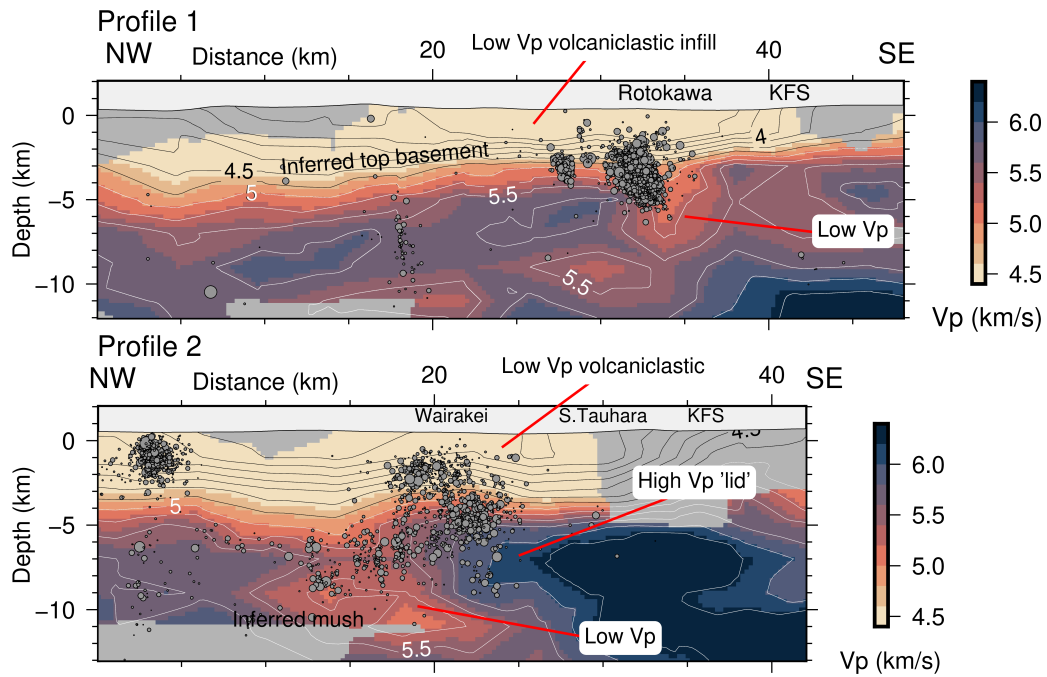 Profile 1
NW Distance (km) 20 40 SE
Low Vp volcaniclastic infill
Rotokawa KFS
0
−5
−10
Depth (km)
4
4.5
Inferred top basement
5
5.5
Low Vp
5.5
6.0
5.5
5.0
4.5
Vp (km/s)
Profile 2
NW Distance (km) 20 40 SE
Low Vp volcaniclastic
Wairakei S.Tauhara KFS
4.5
0
−5
−10
Depth (km)
High Vp 'lid'
5
Inferred mush
Low Vp
5.5
6.0
5.5
5.0
4.5
Vp (km/s)